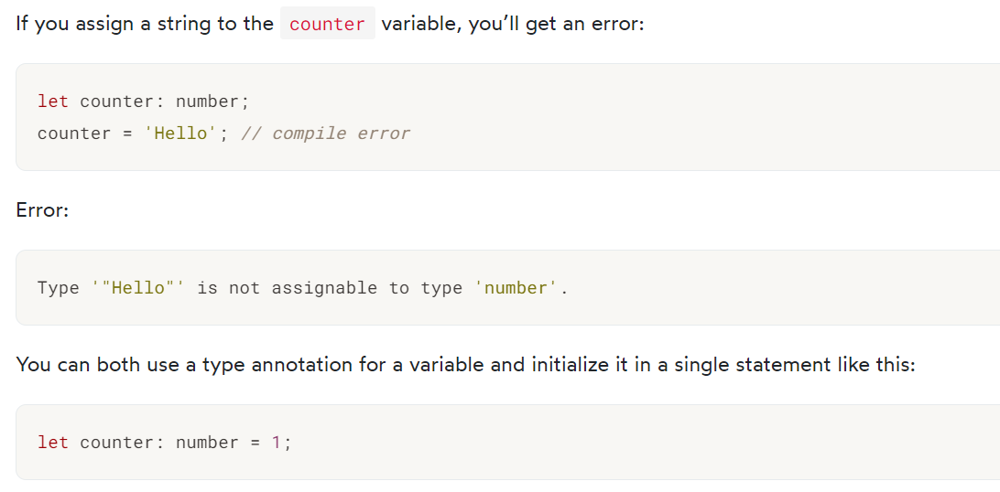 If you assign a string to the counter variable, you’ll get an error:
let counter: number;
counter = 'Hello'; // compile error
Error:
Type '"Hello"' is not assignable to type 'number'.
You can both use a type annotation for a variable and initialize it in a single statement like this:
let counter: number = 1;